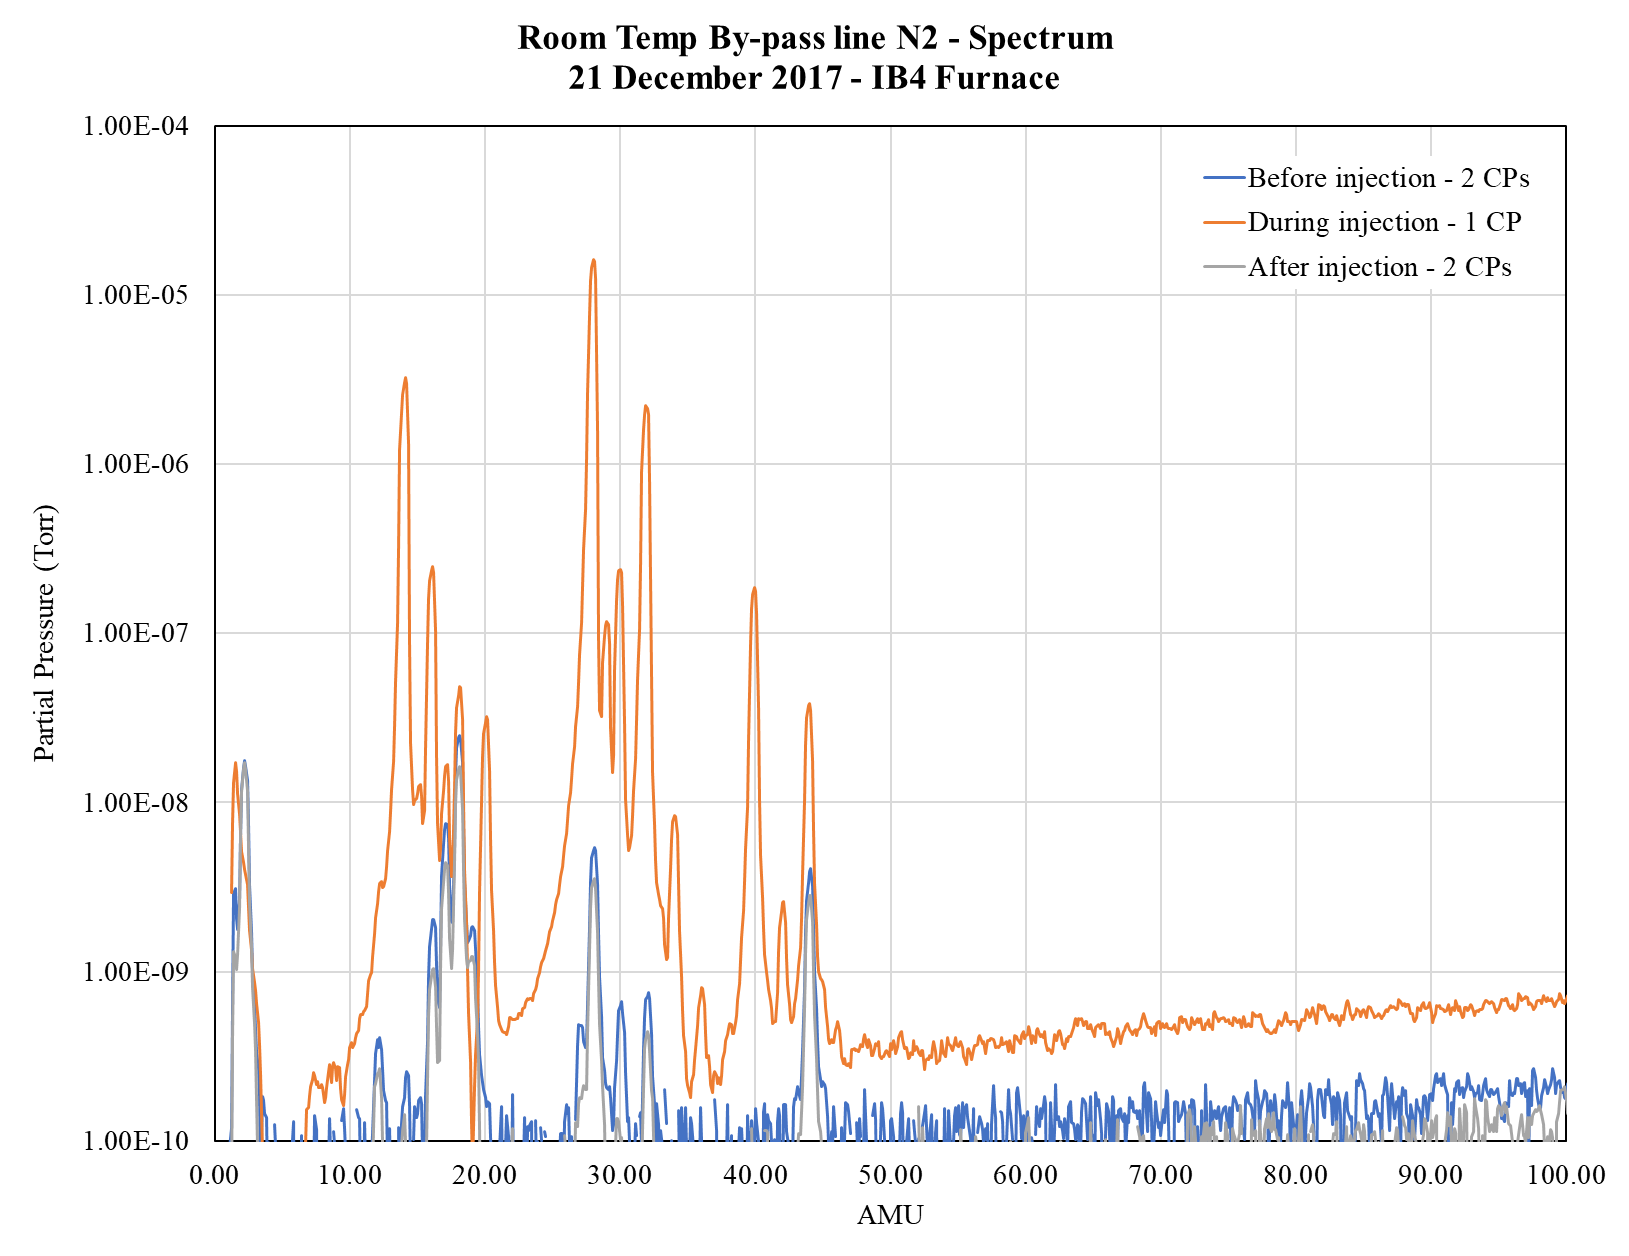 Room Temp By-pass line N2 - Spectrum
21 December 2017 - IB4 Furnace
1.00E-04
1.00E-05
1.00E-06
1.00E-07
1.00E-08
1.00E-09
1.00E-10
Partial Pressure (Torr)
Before injection - 2 CPs
During injection - 1 CP
After injection - 2 CPs
0.00 10.00 20.00 30.00 40.00 50.00 60.00 70.00 80.00 90.00 100.00
AMU